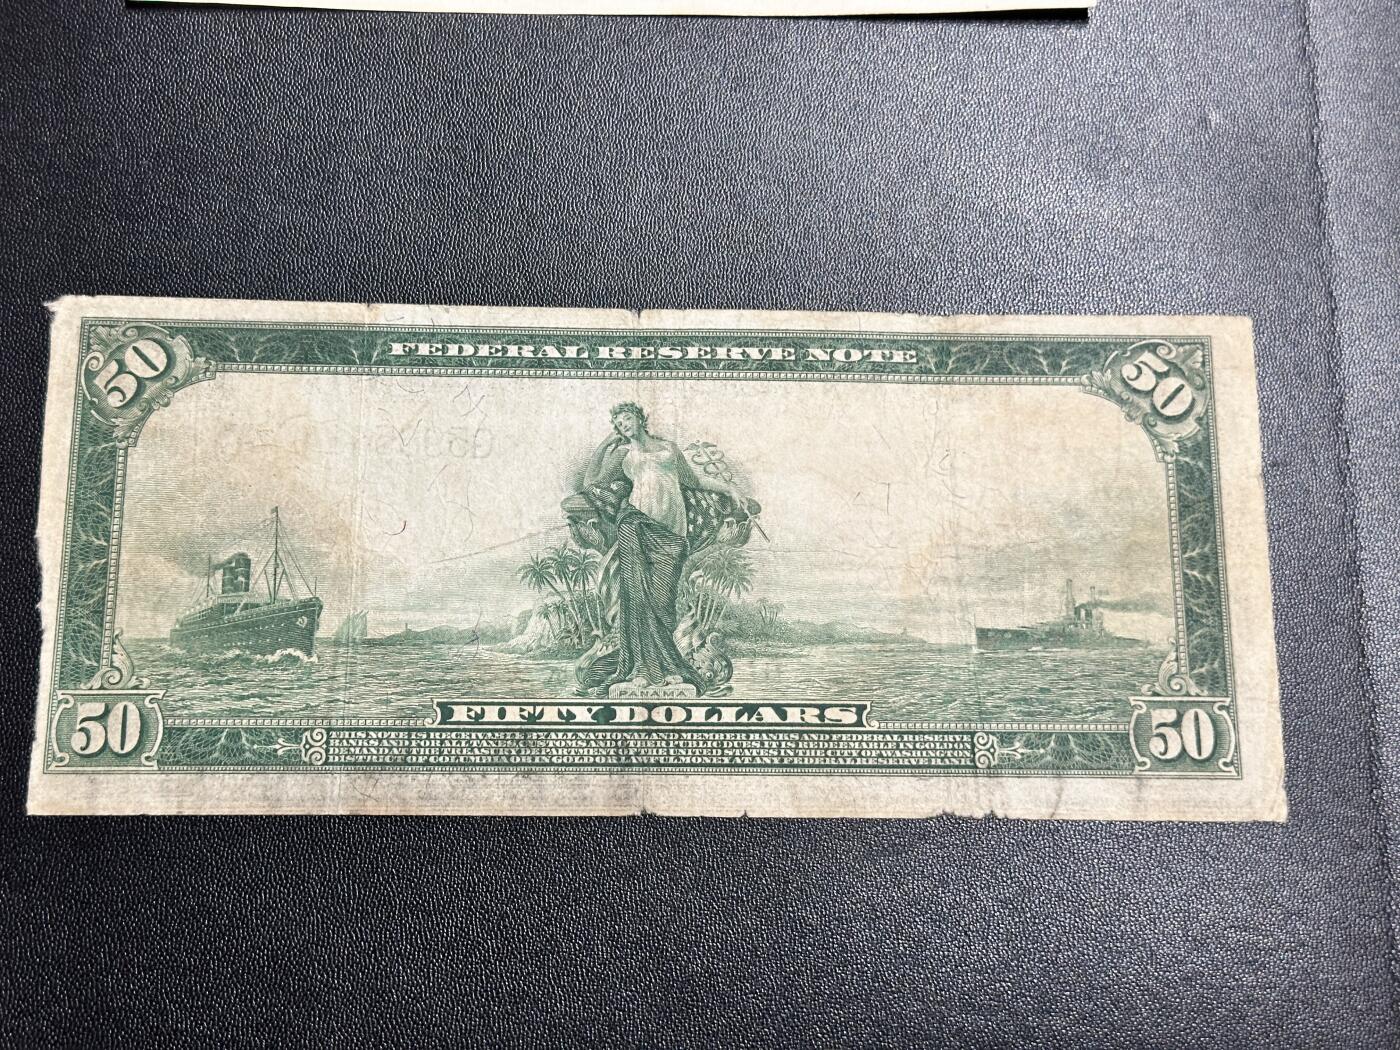 50 FEDERAL RESERVE NOTE 50
PANAMA
50 FIFTY DOLLARS 50
THIS NOTE IS RECEIVABLE BY ALL NATIONAL AND MEMBER BANKS AND FEDERAL RESERVE
BANKS AND FOR ALL TAXES, CUSTOMS AND OTHER PUBLIC DUES. IT IS REDEEMABLE IN GOLD ON
DEMAND AT THE TREASURY DEPARTMENT OF THE UNITED STATES IN THE CITY OF WASHINGTON,
DISTRICT OF COLUMBIA OR IN GOLD OR LAWFUL MONEY AT ANY FEDERAL RESERVE BANK.